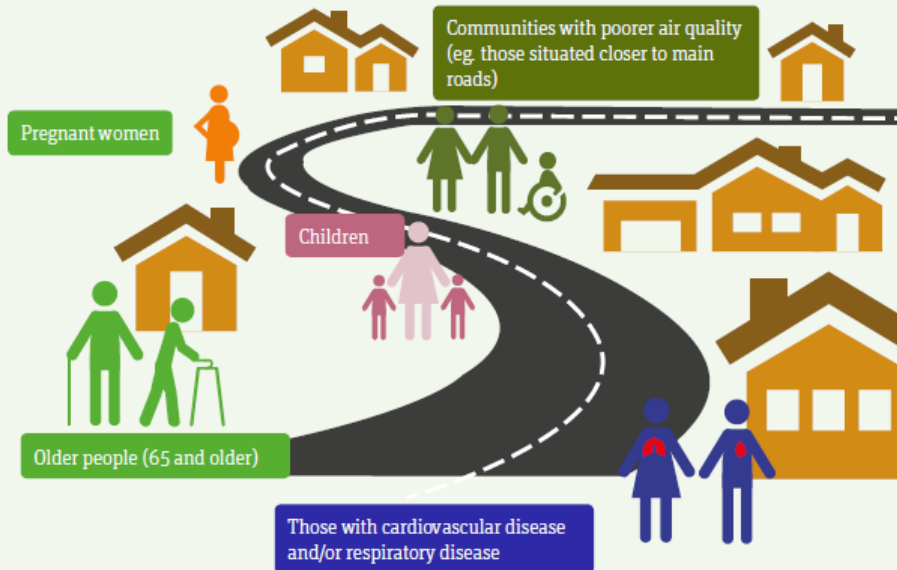 Communities with poorer air quality
(eg. those situated closer to main
roads)
Pregnant women
Children
Older people (65 and older)
Those with cardiovascular disease
and/or respiratory disease